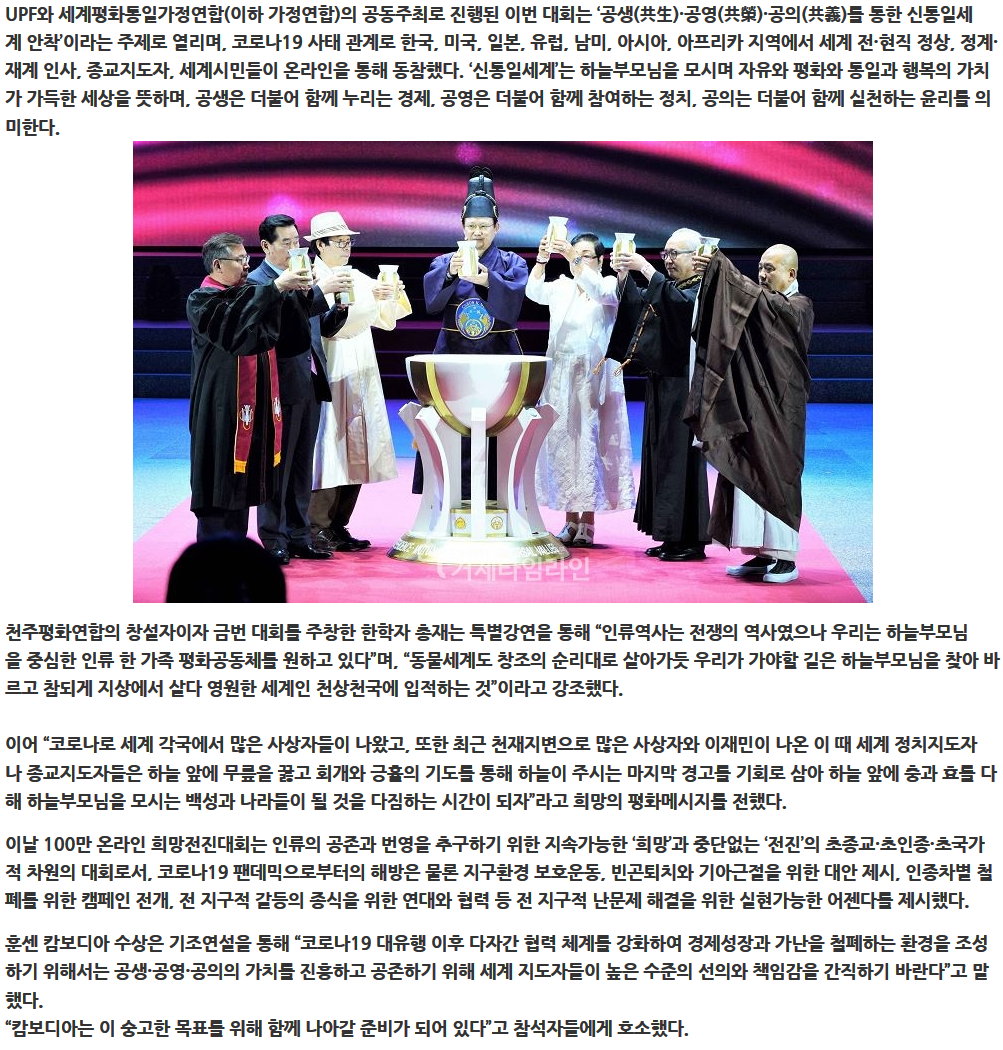 UPF와 세계평화통일가정연합(이하 가정연합)의 공동주최로 진행된 이번 대회는 ‘공생(共生)·공영(共榮)·공의(共義)를 통한 신통일세
계 안착’이라는 주제로 열리며, 코로나19 사태 관계로 한국, 미국, 일본, 유럽, 남미, 아시아, 아프리카 지역에서 세계 전·현직 정상, 정계·
재계 인사, 종교지도자, 세계시민들이 온라인을 통해 동참했다. ‘신통일세계’는 하늘부모님을 모시며 자유와 평화와 통일과 행복의 가치
가 가득한 세상을 뜻하며, 공생은 더불어 함께 누리는 경제, 공영은 더불어 함께 참여하는 정치, 공의는 더불어 함께 실천하는 윤리를 의
미한다.
거제타임라인
천주평화연합의 창설자이자 금번 대회를 주창한 한학자 총재는 특별강연을 통해 “인류역사는 전쟁의 역사였으나 우리는 하늘부모님
을 중심한 인류 한 가족 평화공동체를 원하고 있다”며, “동물세계도 창조의 순리대로 살아가듯 우리가 가야할 길은 하늘부모님을 찾아 바
르고 참되게 지상에서 살다 영원한 세계인 천상천국에 입적하는 것”이라고 강조했다.
이어 “코로나로 세계 각국에서 많은 사상자들이 나왔고, 또한 최근 천재지변으로 많은 사상자와 이재민이 나온 이 때 세계 정치지도자
나 종교지도자들은 하늘 앞에 무릎을 꿇고 회개와 긍휼의 기도를 통해 하늘이 주시는 마지막 경고를 기회로 삼아 하늘 앞에 충과 효를 다
해 하늘부모님을 모시는 백성과 나라들이 될 것을 다짐하는 시간이 되자”라고 희망의 평화메시지를 전했다.
이날 100만 온라인 희망전진대회는 인류의 공존과 번영을 추구하기 위한 지속가능한 ‘희망’과 중단없는 ‘전진’의 초종교·초인종·초국가
적 차원의 대회로서, 코로나19 팬데믹으로부터의 해방은 물론 지구환경 보호운동, 빈곤퇴치와 기아근절을 위한 대안 제시, 인종차별 철
폐를 위한 캠페인 전개, 전 지구적 갈등의 종식을 위한 연대와 협력 등 전 지구적 난문제 해결을 위한 실현가능한 어젠다를 제시했다.
훈센 캄보디아 수상은 기조연설을 통해 “코로나19 대유행 이후 다자간 협력 체계를 강화하여 경제성장과 가난을 철폐하는 환경을 조성
하기 위해서는 공생·공영·공의의 가치를 진흥하고 공존하기 위해 세계 지도자들이 높은 수준의 선의와 책임감을 간직하기 바란다”고 말
했다.
“캄보디아는 이 숭고한 목표를 위해 함께 나아갈 준비가 되어 있다”고 참석자들에게 호소했다.